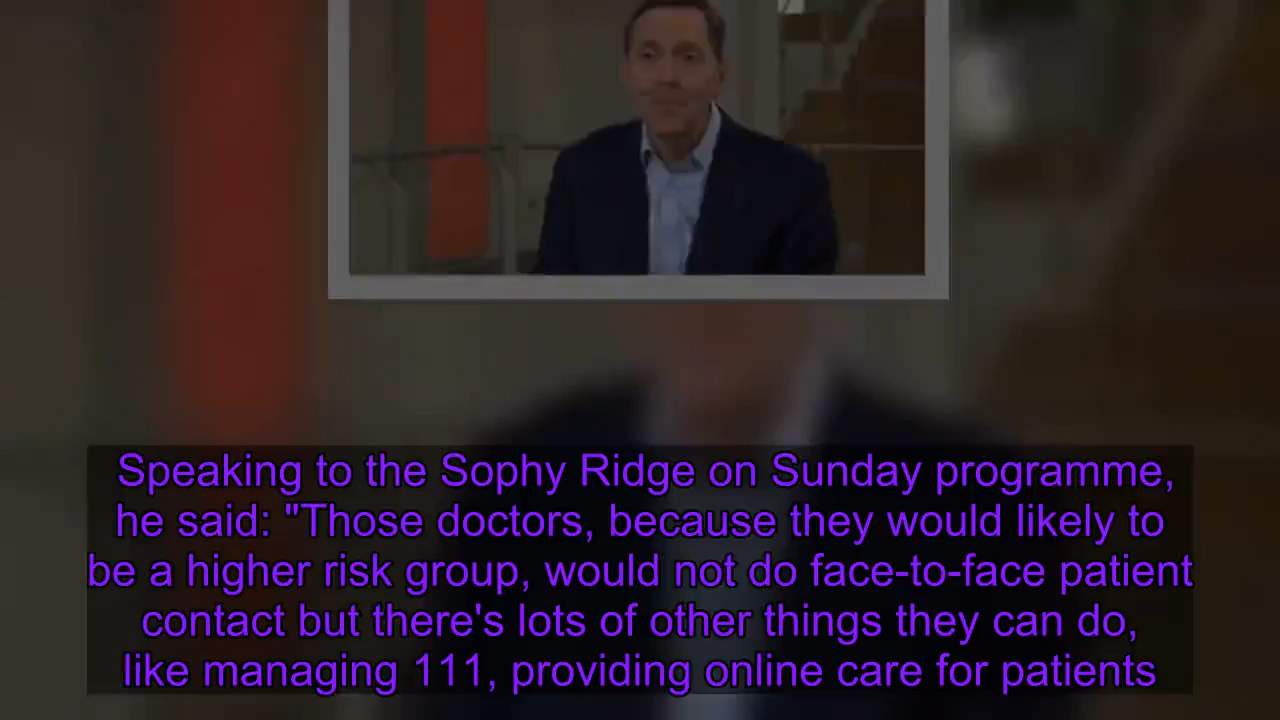 Speaking to the Sophy Ridge on Sunday programme,
he said: "Those doctors, because they would likely to
be a higher risk group, would not do face-to-face patient
contact but there's lots of other things they can do,
like managing 111, providing online care for patients